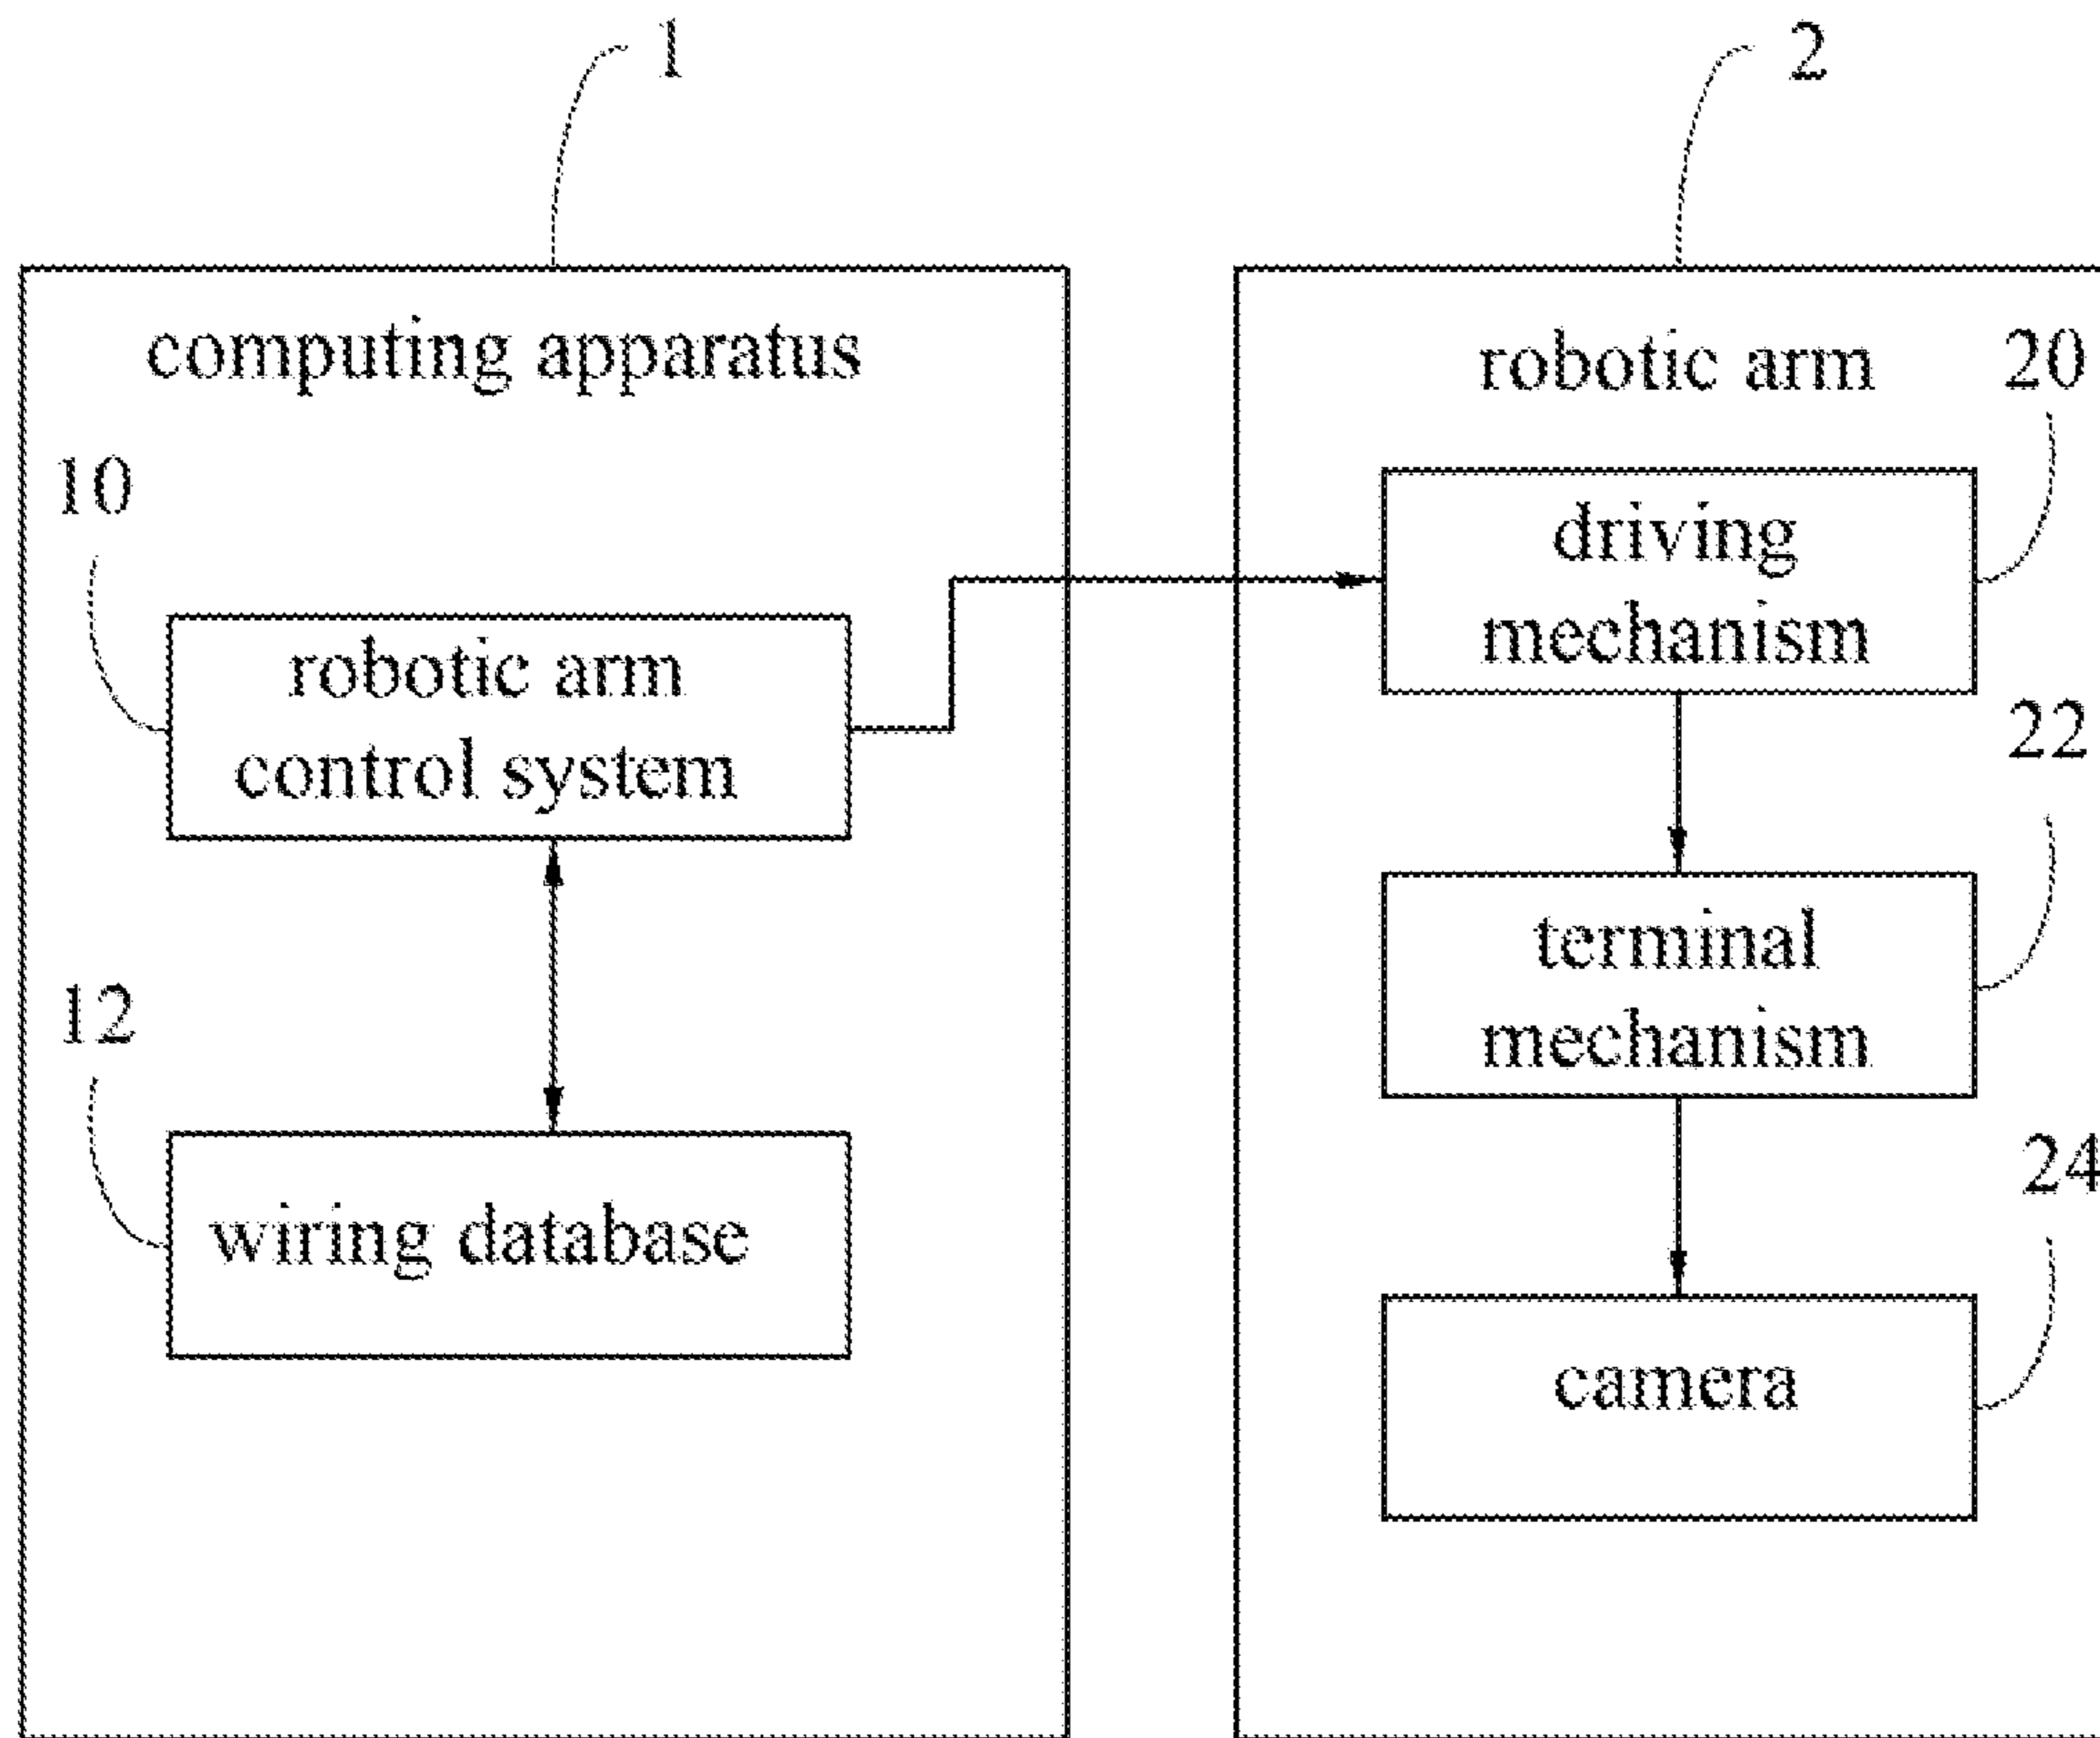 1
2
computing apparatus
10
robotic arm
control system
12
wiring database
robotic arm
20
driving
mechanism
22
terminal
mechanism
24
camera